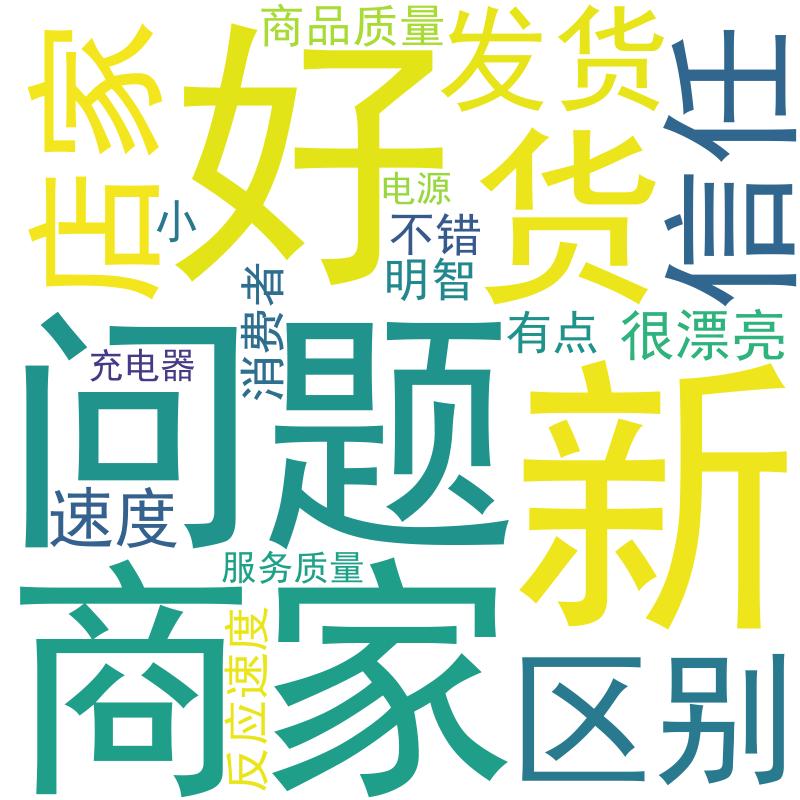 商品质量
发货
店家
好
信任
货
电源
小
不错
明智
消费者
有点
很漂亮
问题
充电器
新
速度
服务质量
商家
反应速度
区别